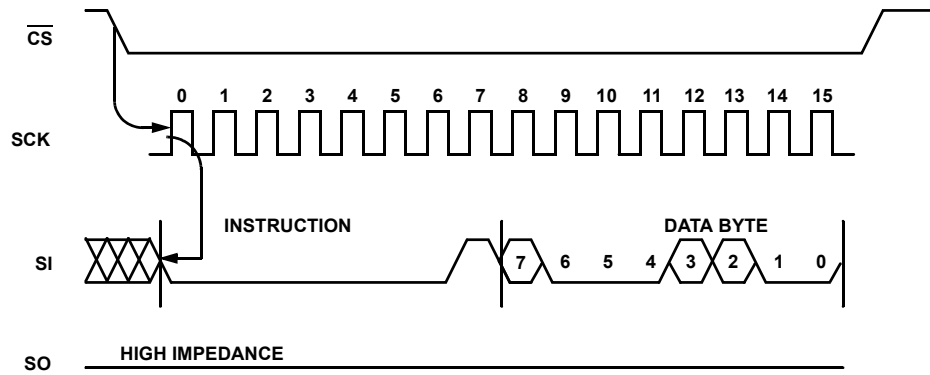 CS
0 1 2 3 4 5 6 7 8 9 10 11 12 13 14 15
SCK
INSTRUCTION DATA BYTE
SI 7 6 5 4 3 2 1 0
HIGH IMPEDANCE
SO